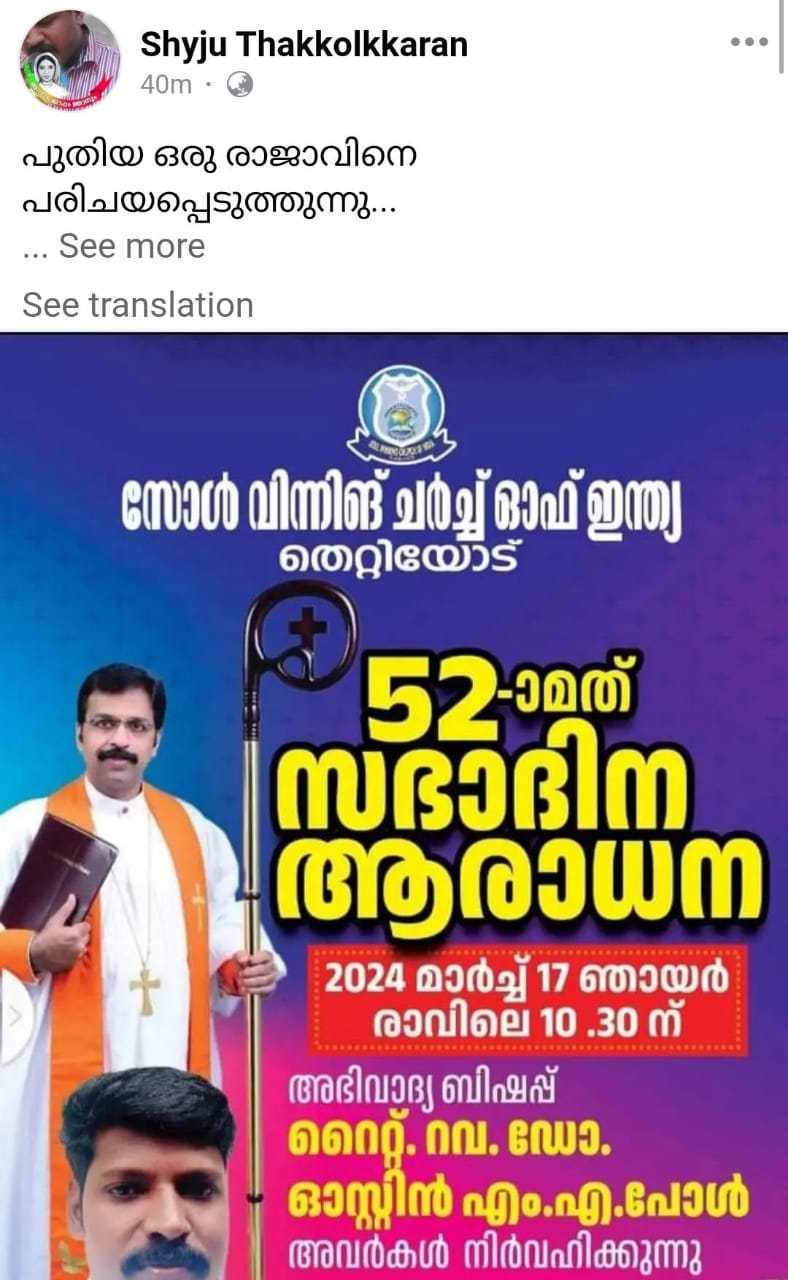 Shyju Thakkolkkaran
40m
പുതിയ ഒരു രാജാവിനെ
പരിചയപ്പെടുത്തുന്നു...
... See more
See translation
സോൾ വിന്നിങ് ചർച്ച് ഓഫ് ഇന്ത്യ
തെറ്റിയോട്
52-ാമത്
സഭാദിന
ആരാധന
2024 മാർച്ച് 17 ഞായർ
രാവിലെ 10 .30 ന്
അഭിവാദ്യ ബിഷപ്പ്
റൈറ്റ്. റവ. ഡോ.
ഓസ്റ്റിൻ എം.എ.പോൾ
അവർകൾ നിർവഹിക്കുന്നു